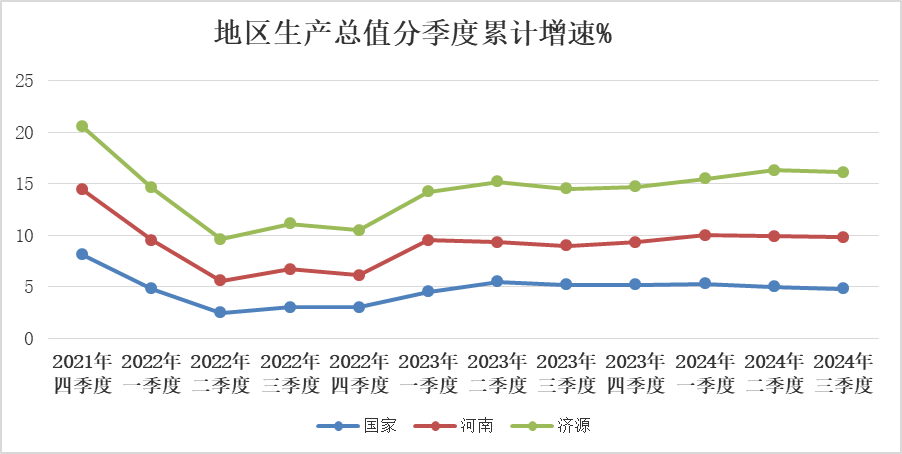 地区生产总值分季度累计增速%
25
20
15
10
5
0
2021年 2022年 2022年 2022年 2022年 2023年 2023年 2023年 2023年 2024年 2024年 2024年
四季度 一季度 二季度 三季度 四季度 一季度 二季度 三季度 四季度 一季度 二季度 三季度
国家 河南 济源